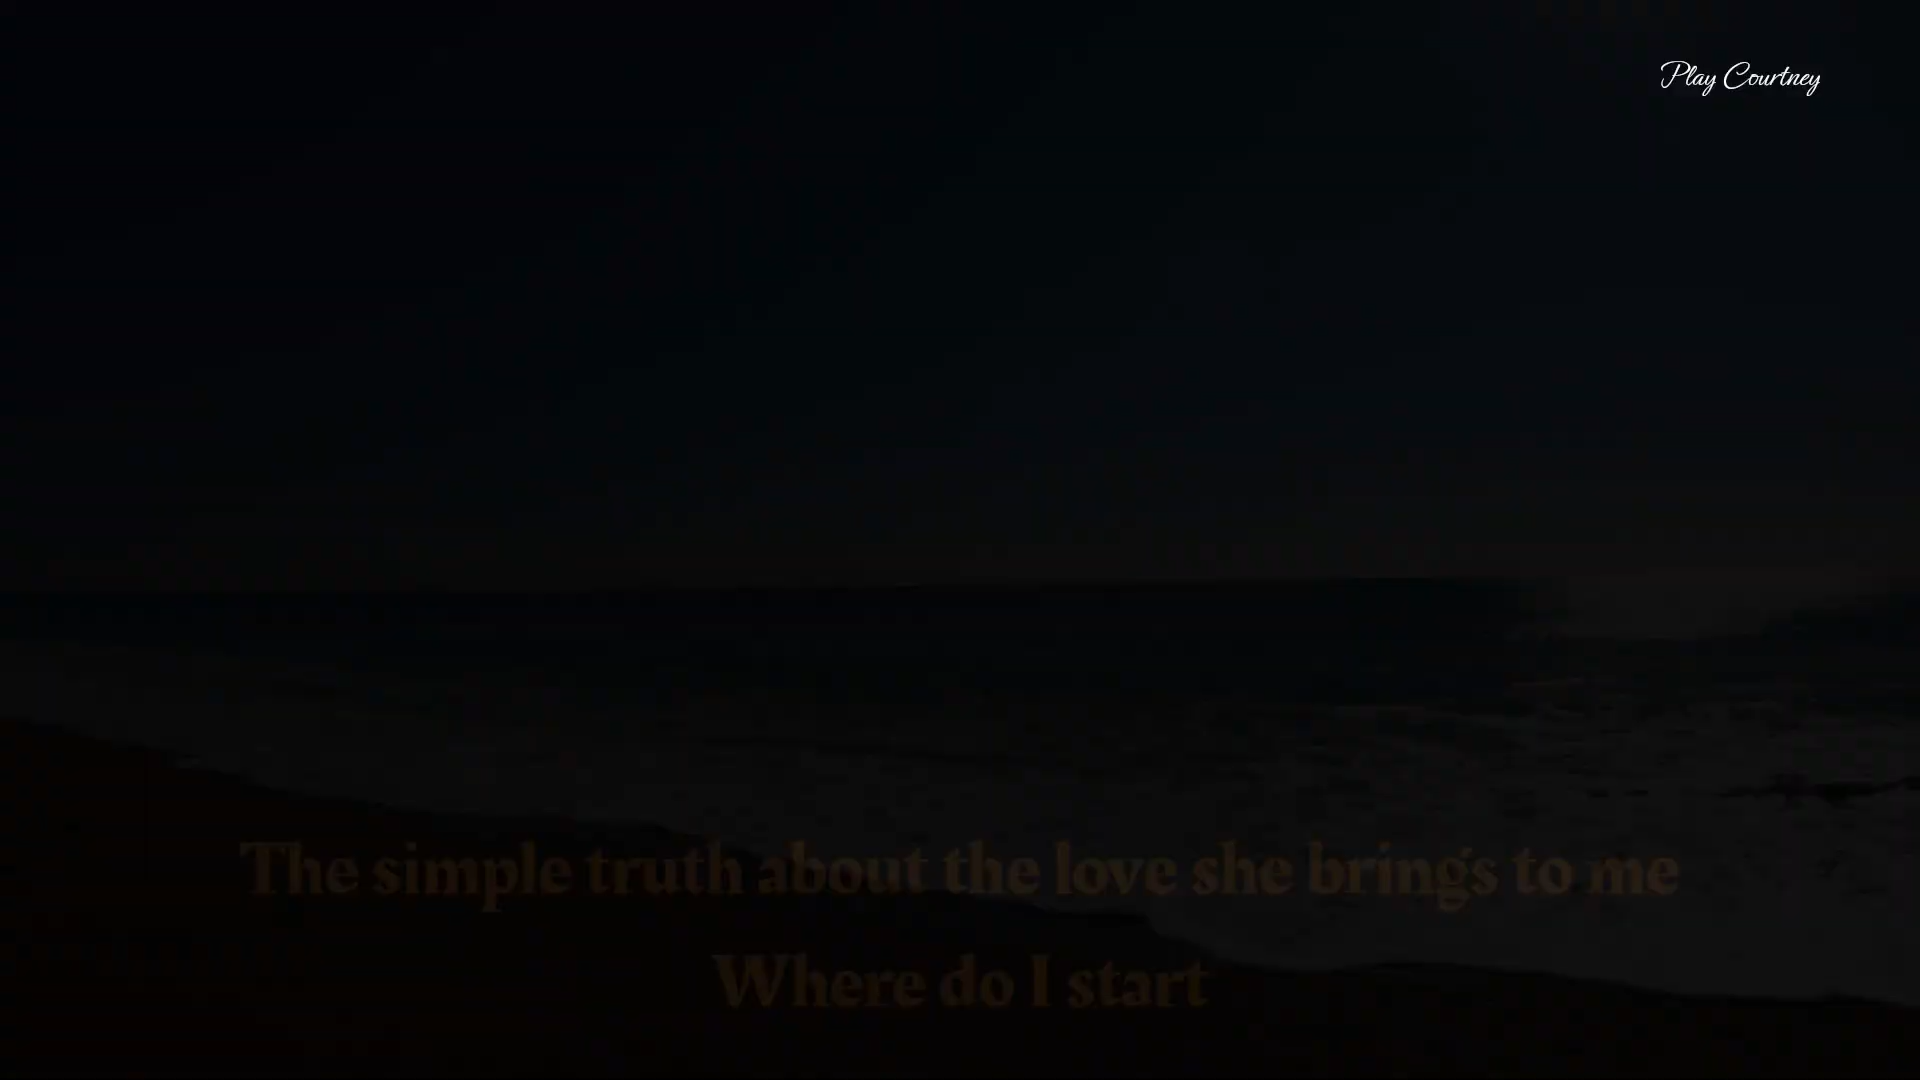 Play Courtney
The simple truth about the love she brings to me
Where do I start